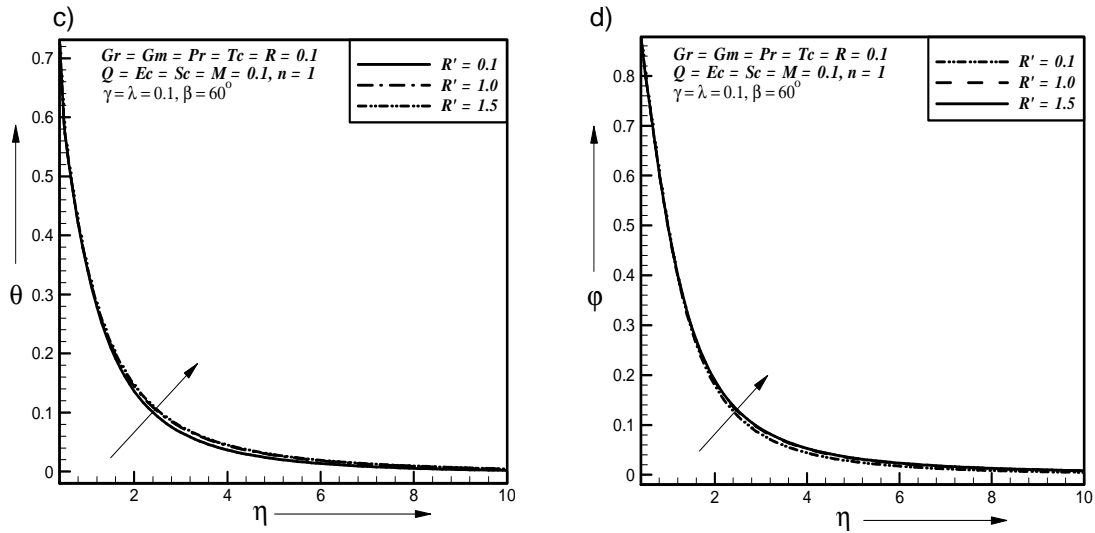 c)
Gr = Gm = Pr = Tc = R = 0.1
Q = Ec = Sc = M = 0.1, n = 1
γ = λ = 0.1, β = 60°
R' = 0.1
R' = 1.0
R' = 1.5
0.7
0.6
0.5
0.4
0.3
0.2
0.1
0
θ
2
4
6
8
10
η
d)
Gr = Gm = Pr = Tc = R = 0.1
Q = Ec = Sc = M = 0.1, n = 1
γ = λ = 0.1, β = 60°
R' = 0.1
R' = 1.0
R' = 1.5
0.8
0.7
0.6
0.5
0.4
0.3
0.2
0.1
0
φ
2
4
6
8
10
η